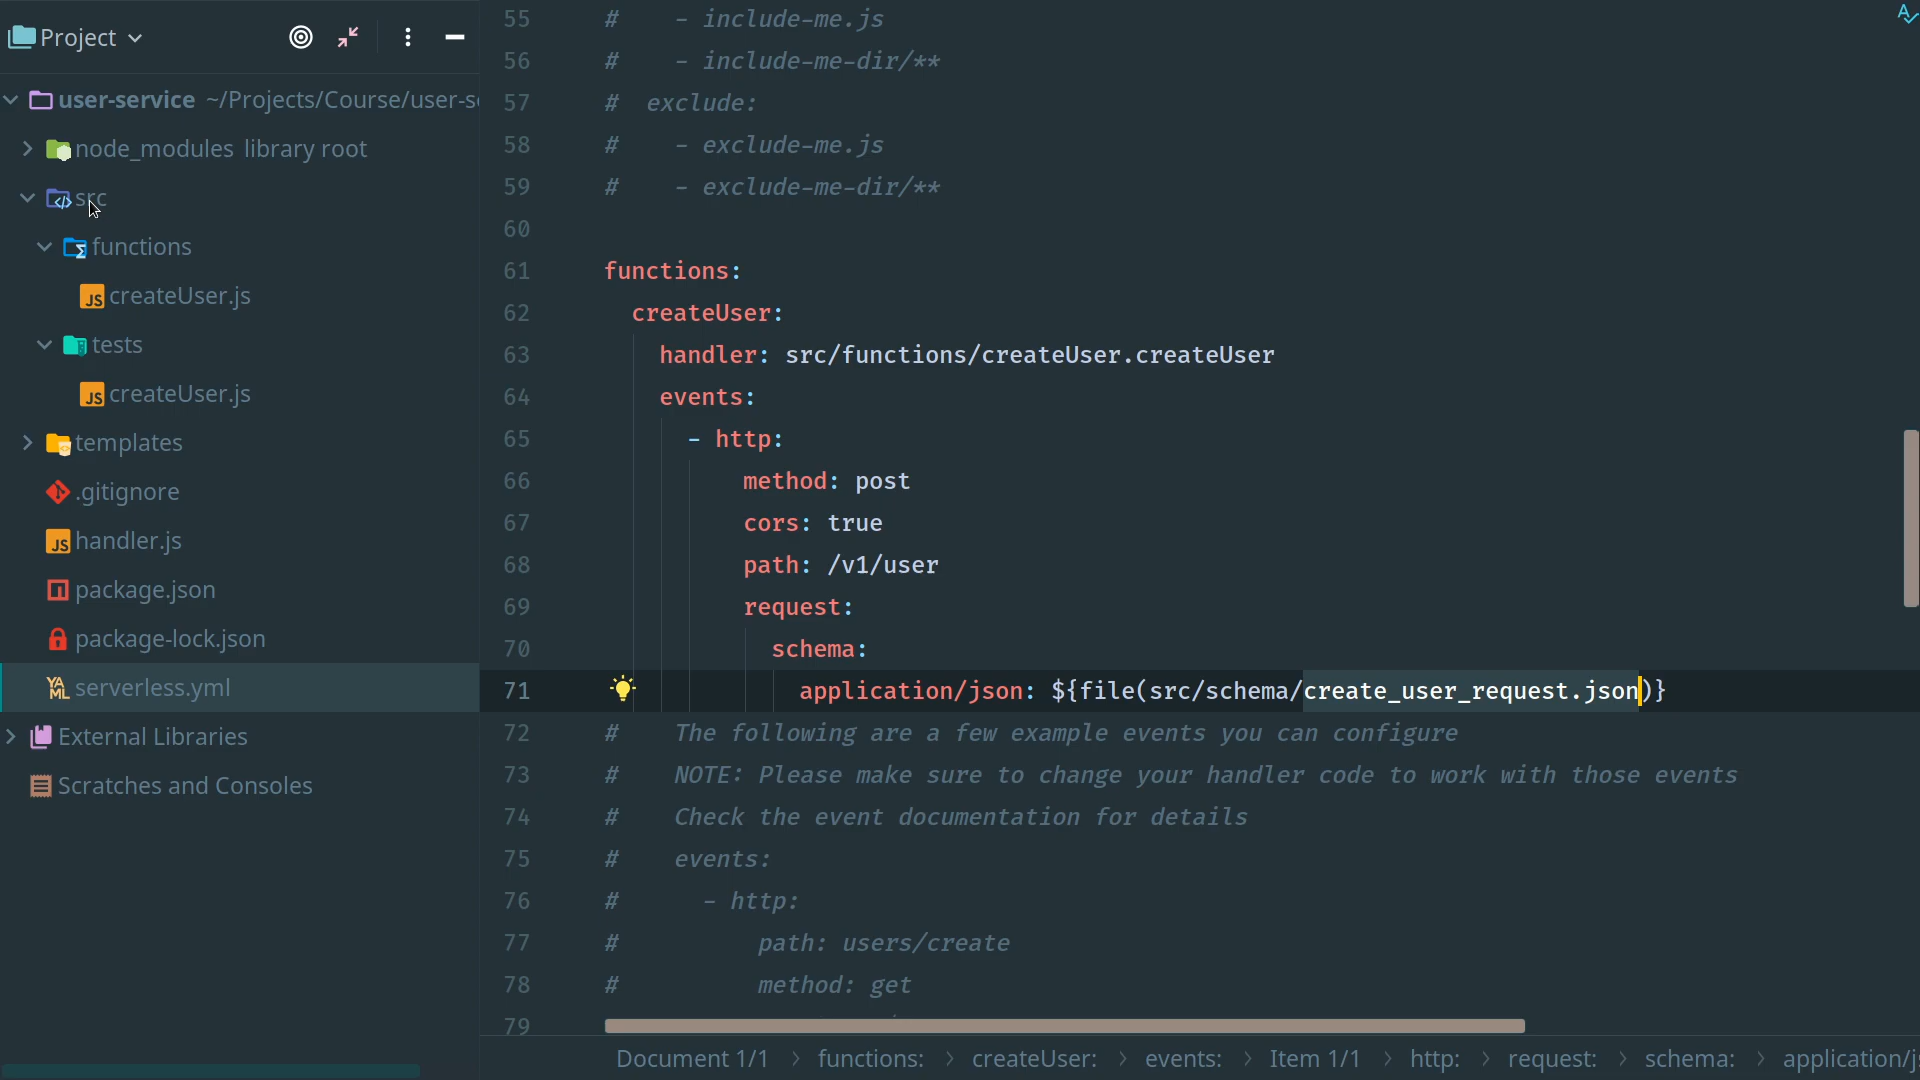 Project
user-service ~/Projects/Course/user-s
node_modules library root
src
functions
JS createUser.js
tests
JS createUser.js
templates
.gitignore
JS handler.js
package.json
package-lock.json
YAML serverless.yml
External Libraries
Scratches and Consoles
55 # - include-me.js
56 # - include-me-dir/**
57 # exclude:
58 # - exclude-me.js
59 # - exclude-me-dir/**
60
61 functions:
62 createUser:
63 handler: src/functions/createUser.createUser
64 events:
65 - http:
66 method: post
67 cors: true
68 path: /v1/user
69 request:
70 schema:
71 application/json: ${file(src/schema/create_user_request.json)}
72 # The following are a few example events you can configure
73 # NOTE: Please make sure to change your handler code to work with those events
74 # Check the event documentation for details
75 # events:
76 # - http:
77 # path: users/create
78 # method: get
79
Document 1/1 > functions: > createUser: > events: > Item 1/1 > http: > request: > schema: > application/j